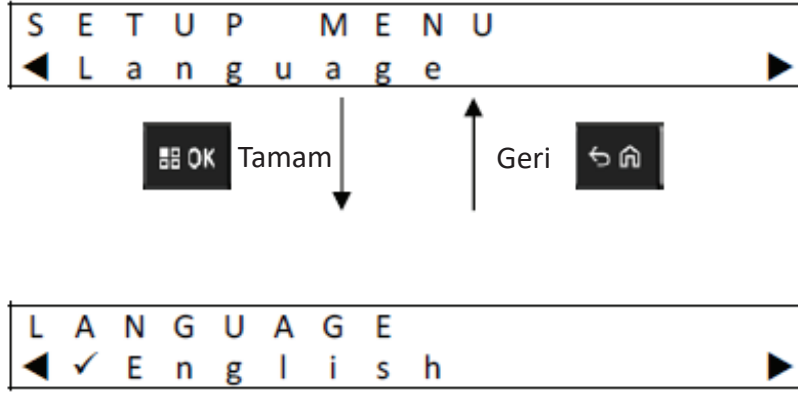 SETUP MENU
◀ Language ▶
OK Tamam
Geri
LANGUAGE
◀ ✓ English ▶